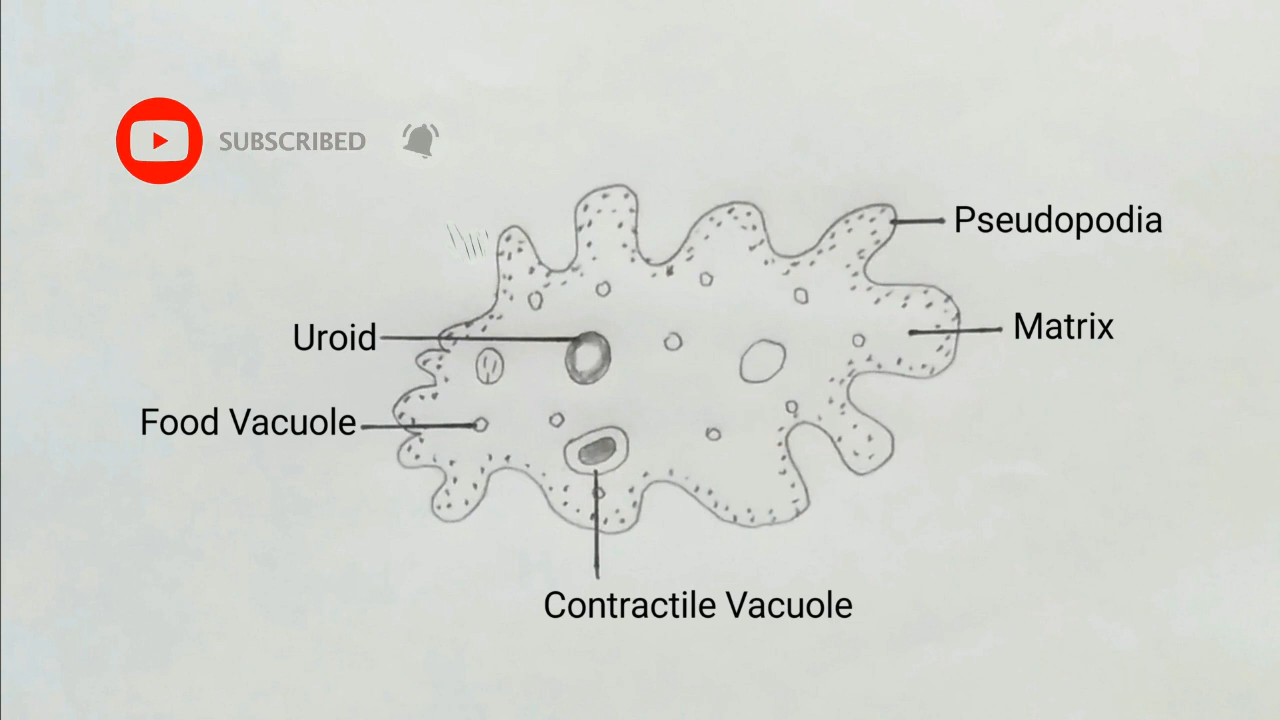 SUBSCRIBED
Pseudopodia
Matrix
Uroid
Food Vacuole
Contractile Vacuole